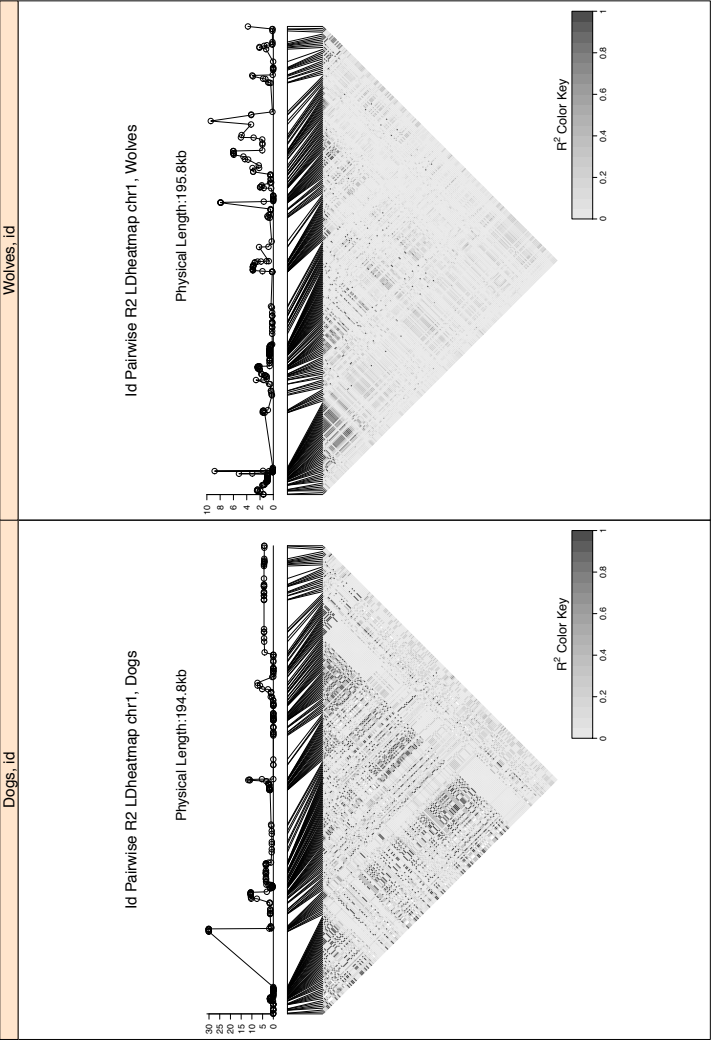 Dogs, id
Id Pairwise R2 LDheatmap chr1, Dogs
Physical Length:194.8kb
30
25
20
15
10
5
0
R² Color Key
0 0.2 0.4 0.6 0.8 1
Wolves, id
Id Pairwise R2 LDheatmap chr1, Wolves
Physical Length:195.8kb
10
8
6
4
2
0
R² Color Key
0 0.2 0.4 0.6 0.8 1